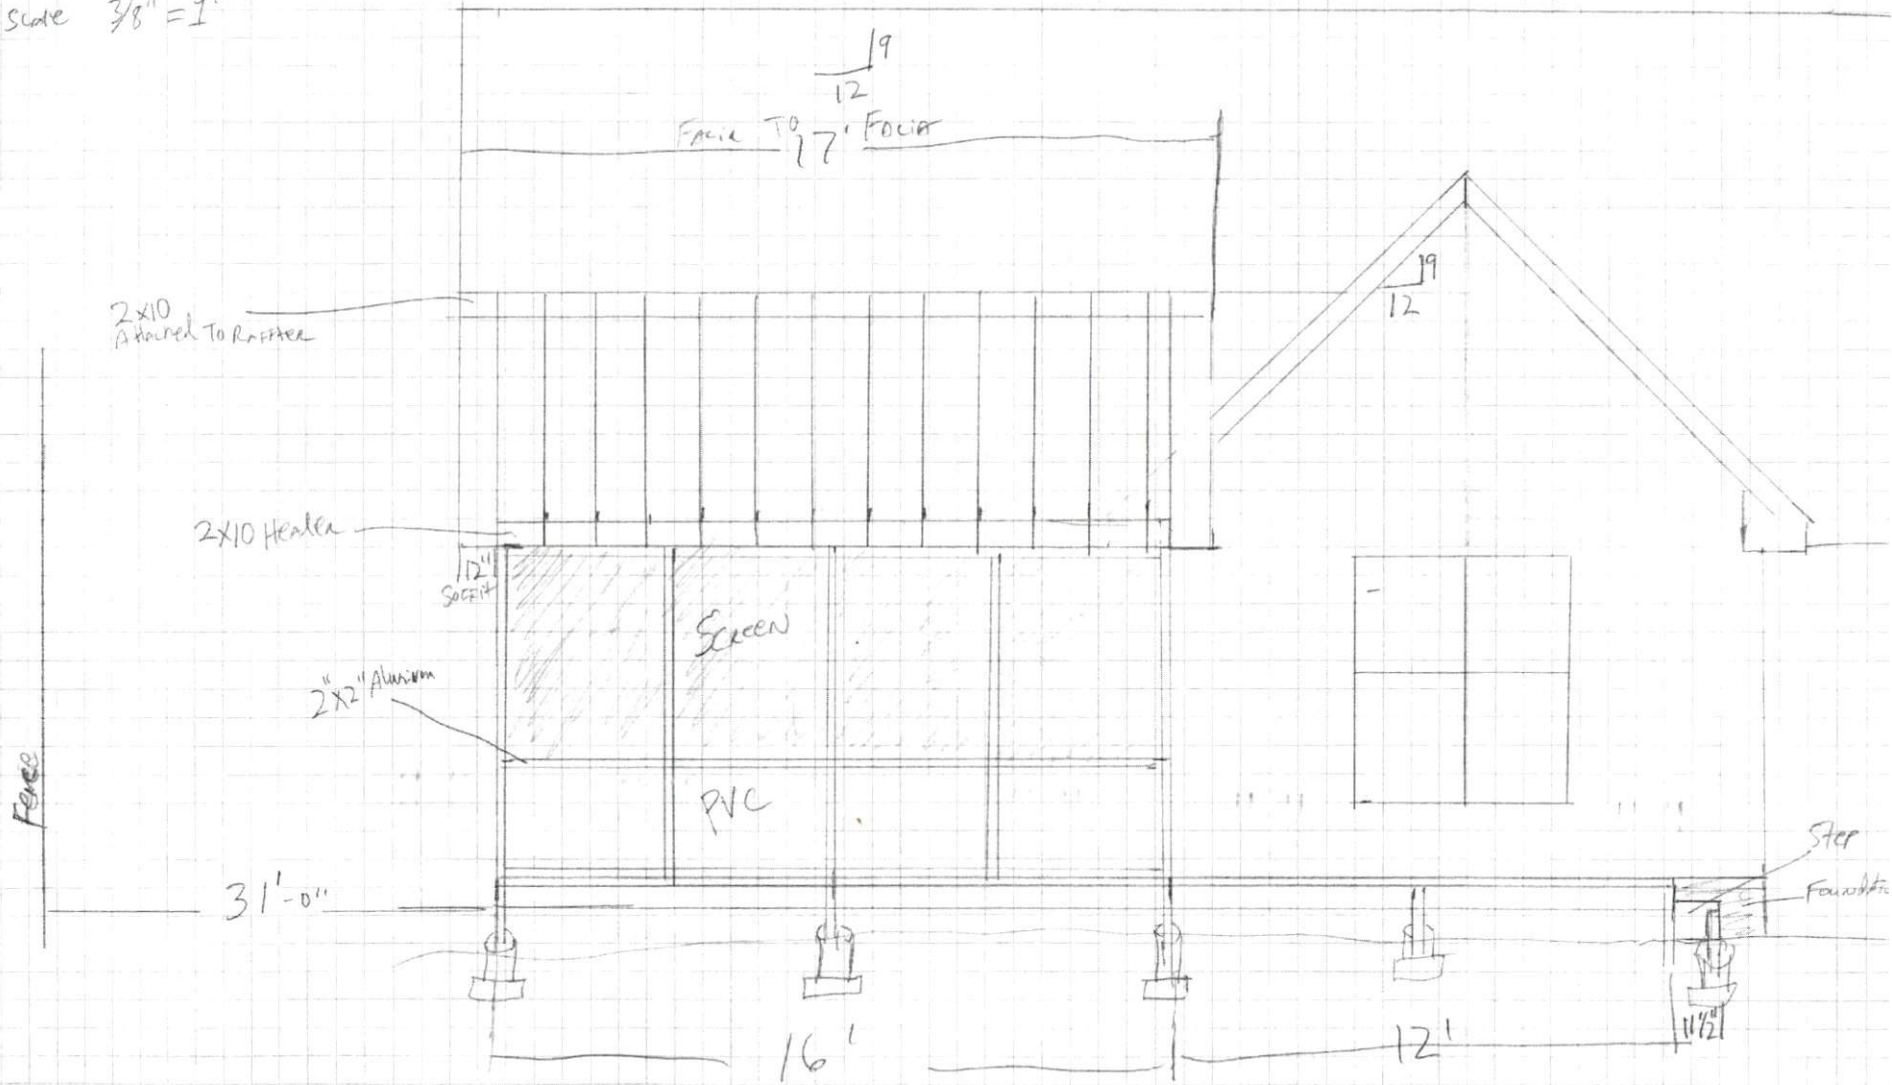 Scale 3/8" = 1'
9
12
Facia TO Facia
17'
9
12
2x10
Attached To Raffter
2x10 Header
12"
Soffit
SCREEN
2"x2" Aluminum
PVC
Fence
31'-0"
Step
16'
12'
11 1/2"